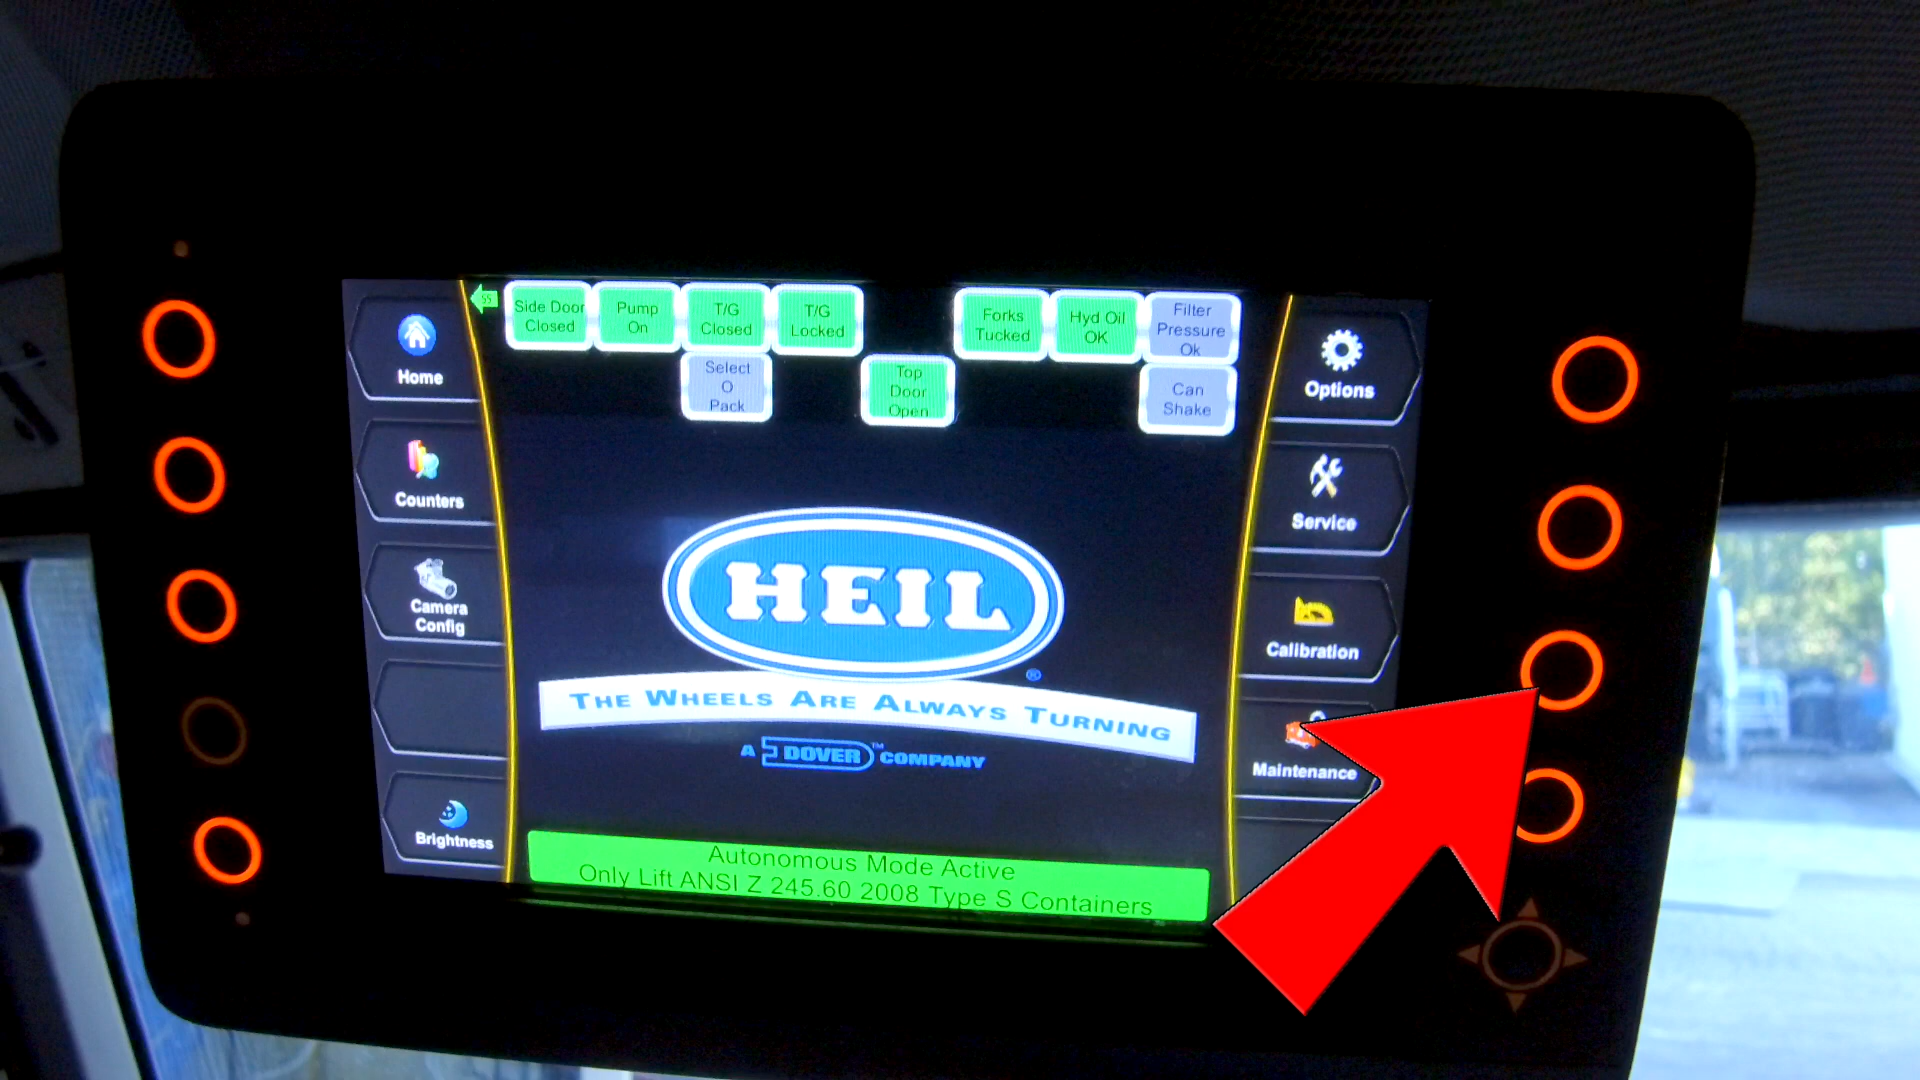 Side Door
Closed
Pump
On
T/G
Closed
T/G
Locked
Forks
Tucked
Hyd Oil
OK
Filter
Pressure
Ok
Select
O
Pack
Top
Door
Open
Can
Shake
Home
Counters
Camera
Config
Brightness
Options
Service
Calibration
Maintenance
HEIL
®
THE WHEELS ARE ALWAYS TURNING
A DOVER™ COMPANY
Autonomous Mode Active
Only Lift ANSI Z 245.60 2008 Type S Containers